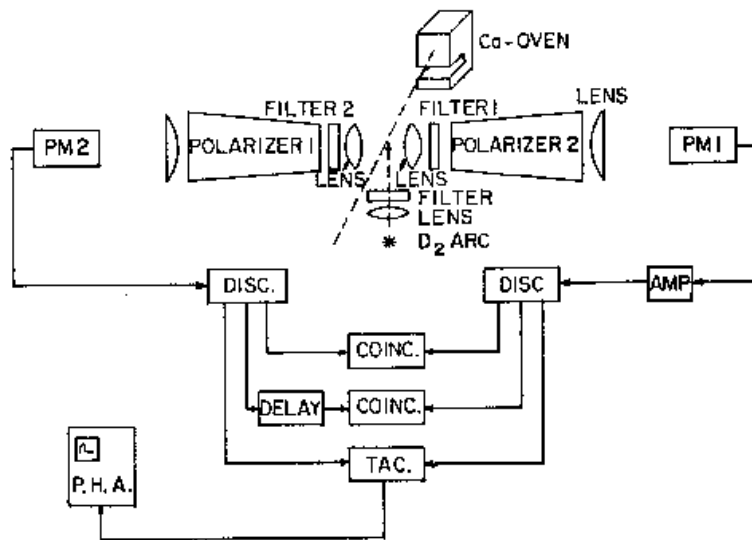 Ca-OVEN
FILTER 2
FILTER 1
LENS
PM 2
POLARIZER 1
POLARIZER 2
PM 1
LENS
LENS
FILTER
LENS
D2 ARC
DISC.
DISC
AMP
COINC.
DELAY
COINC.
TAC.
P.H.A.